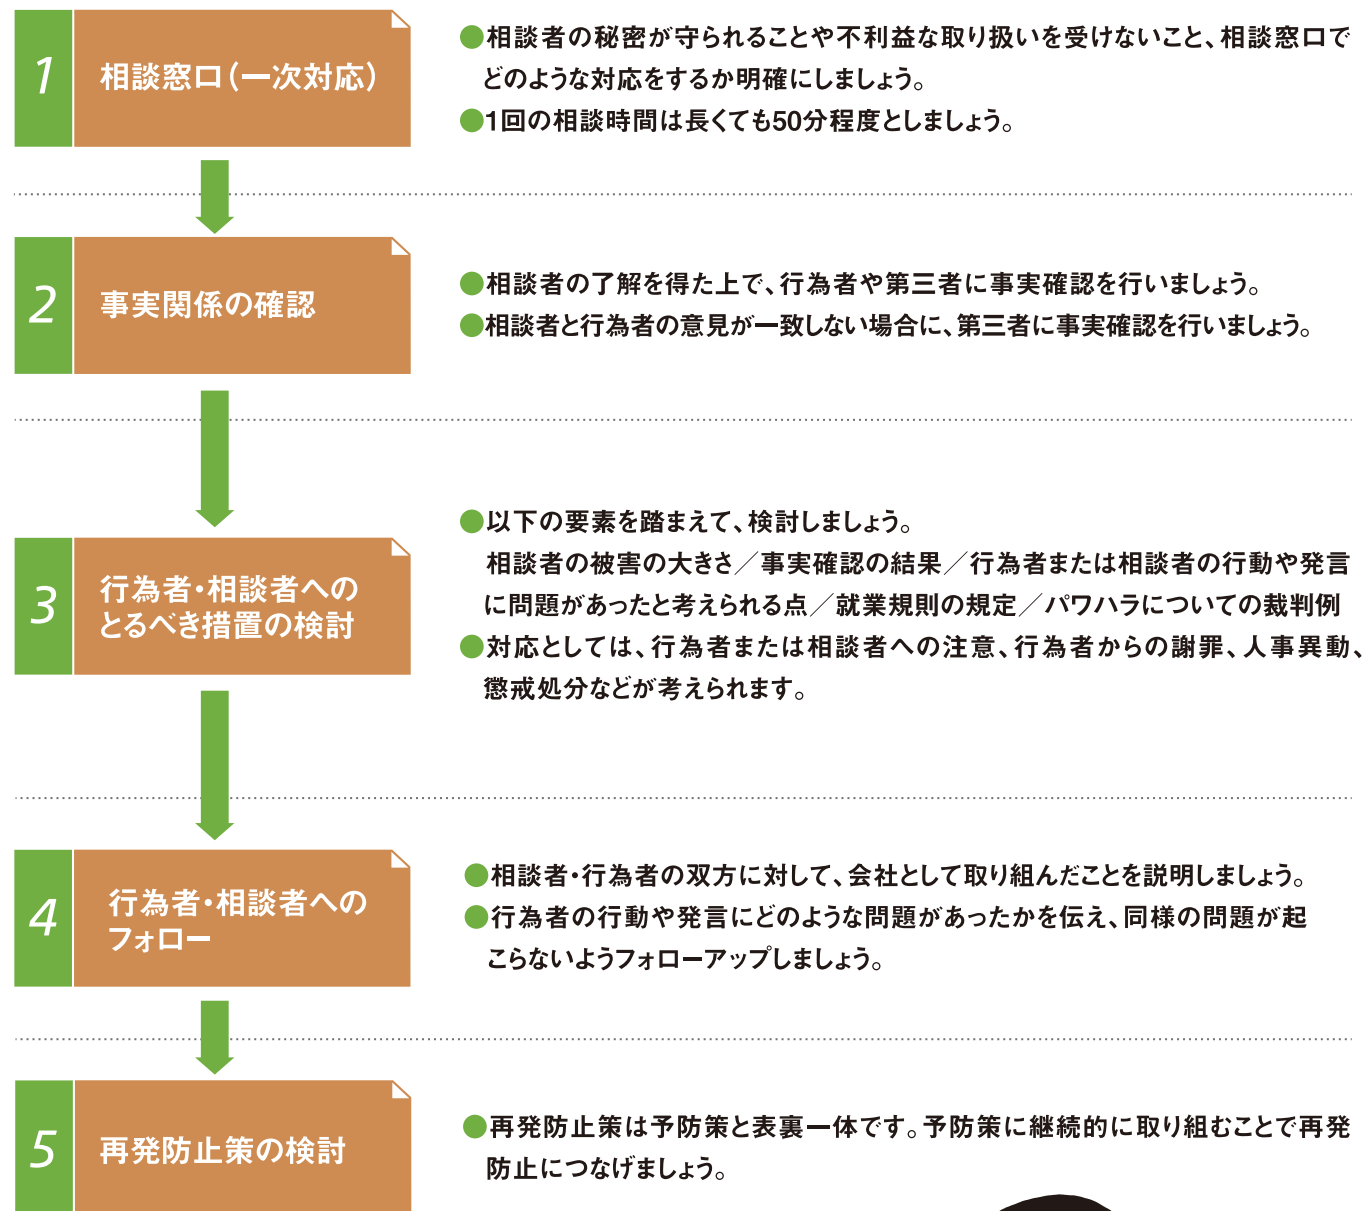 1
相談窓口(一次対応)
●相談者の秘密が守られることや不利益な取り扱いを受けないこと、相談窓口で
どのような対応をするか明確にしましょう。
●1回の相談時間は長くても50分程度としましょう。
2
事実関係の確認
●相談者の了解を得た上で、行為者や第三者に事実確認を行いましょう。
●相談者と行為者の意見が一致しない場合に、第三者に事実確認を行いましょう。
3
行為者・相談者への
とるべき措置の検討
●以下の要素を踏まえて、検討しましょう。
相談者の被害の大きさ／事実確認の結果／行為者または相談者の行動や発言
に問題があったと考えられる点／就業規則の規定／パワハラについての裁判例
●対応としては、行為者または相談者への注意、行為者からの謝罪、人事異動、
懲戒処分などが考えられます。
4
行為者・相談者への
フォロー
●相談者・行為者の双方に対して、会社として取り組んだことを説明しましょう。
●行為者の行動や発言にどのような問題があったかを伝え、同様の問題が起
こらないようフォローアップしましょう。
5
再発防止策の検討
●再発防止策は予防策と表裏一体です。予防策に継続的に取り組むことで再発
防止につなげましょう。